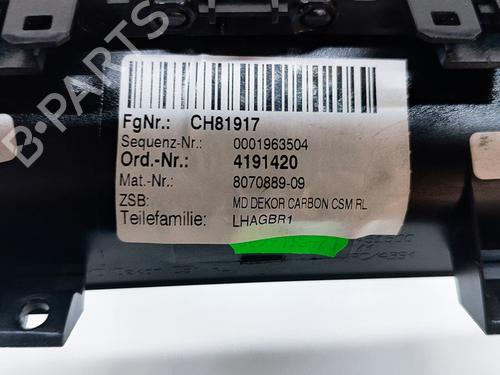 FgNr.: CH81917
Sequenz-Nr.: 0001963504
Ord.-Nr.: 4191420
Mat.-Nr.: 8070889-09
ZSB: MD DEKOR CARBON CSM RL
Teilefamilie: LHAGBR1
B-PARTS